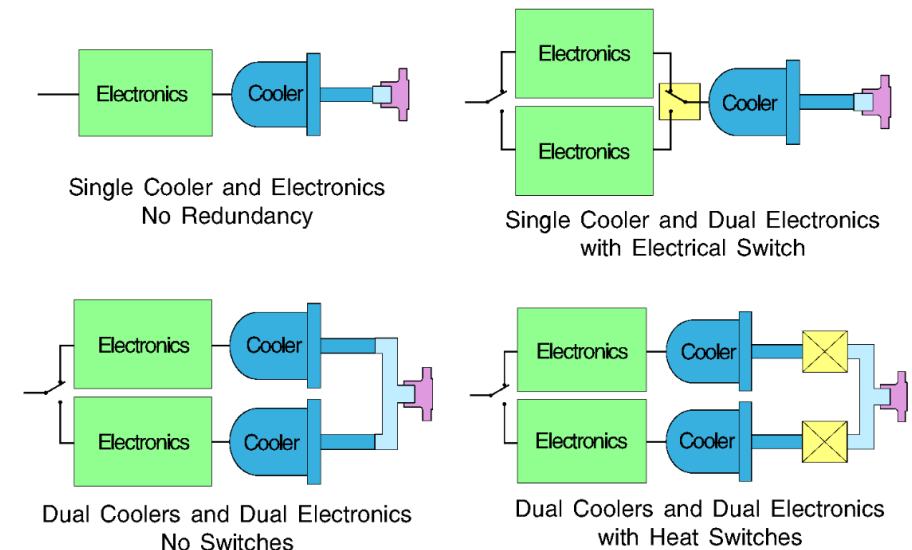 Electronics
Cooler
Single Cooler and Electronics
No Redundancy
Electronics
Electronics
Cooler
Single Cooler and Dual Electronics
with Electrical Switch
Electronics
Cooler
Electronics
Cooler
Dual Coolers and Dual Electronics
No Switches
Electronics
Cooler
Electronics
Cooler
Dual Coolers and Dual Electronics
with Heat Switches